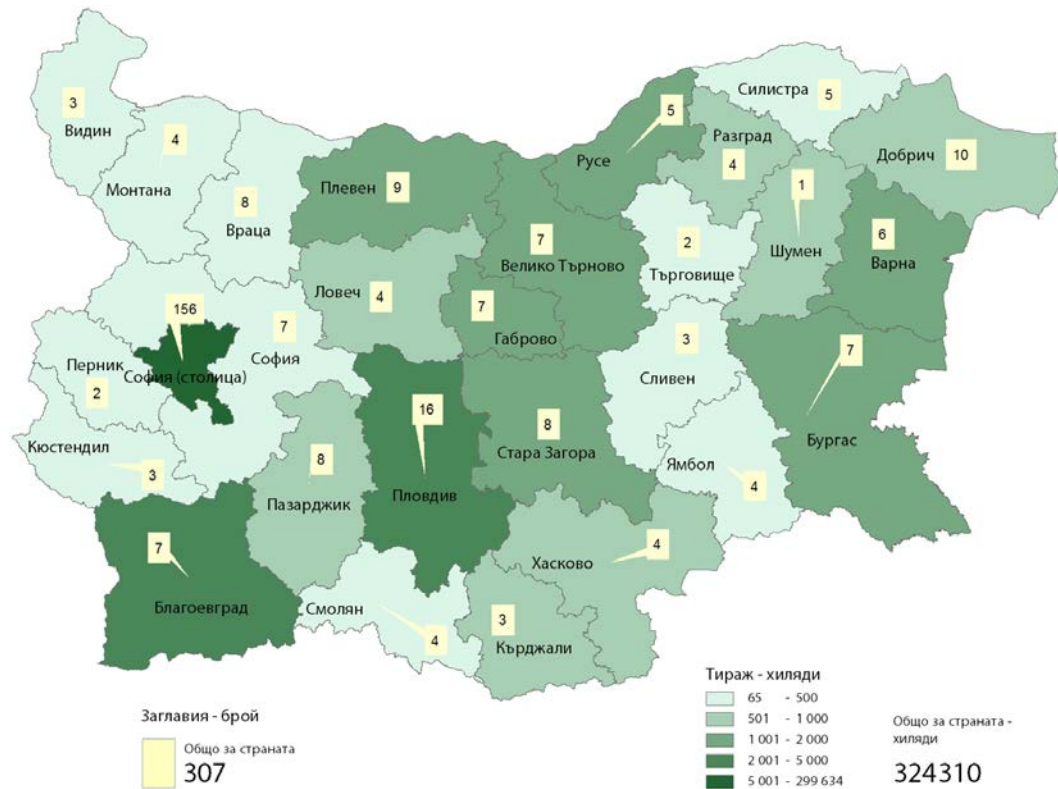 3
Видин
4
Монтана
8
Враца
9
Плевен
5
Русе
5
Силистра
4
Разград
10
Добрич
1
Шумен
6
Варна
2
Търговище
7
Велико Търново
4
Ловеч
7
Габрово
156
София (столица)
7
София
Перник
2
Кюстендил
3
8
Пазарджик
16
Пловдив
8
Стара Загора
3
Сливен
7
Бургас
Ямбол
4
7
Благоевград
Смолян
4
3
Кърджали
Хасково
4
Заглавия - брой
Общо за страната
307
Тираж - хиляди
65 - 500
501 - 1 000
1 001 - 2 000
2 001 - 5 000
5 001 - 299 634
Общо за страната -
хиляди
324310